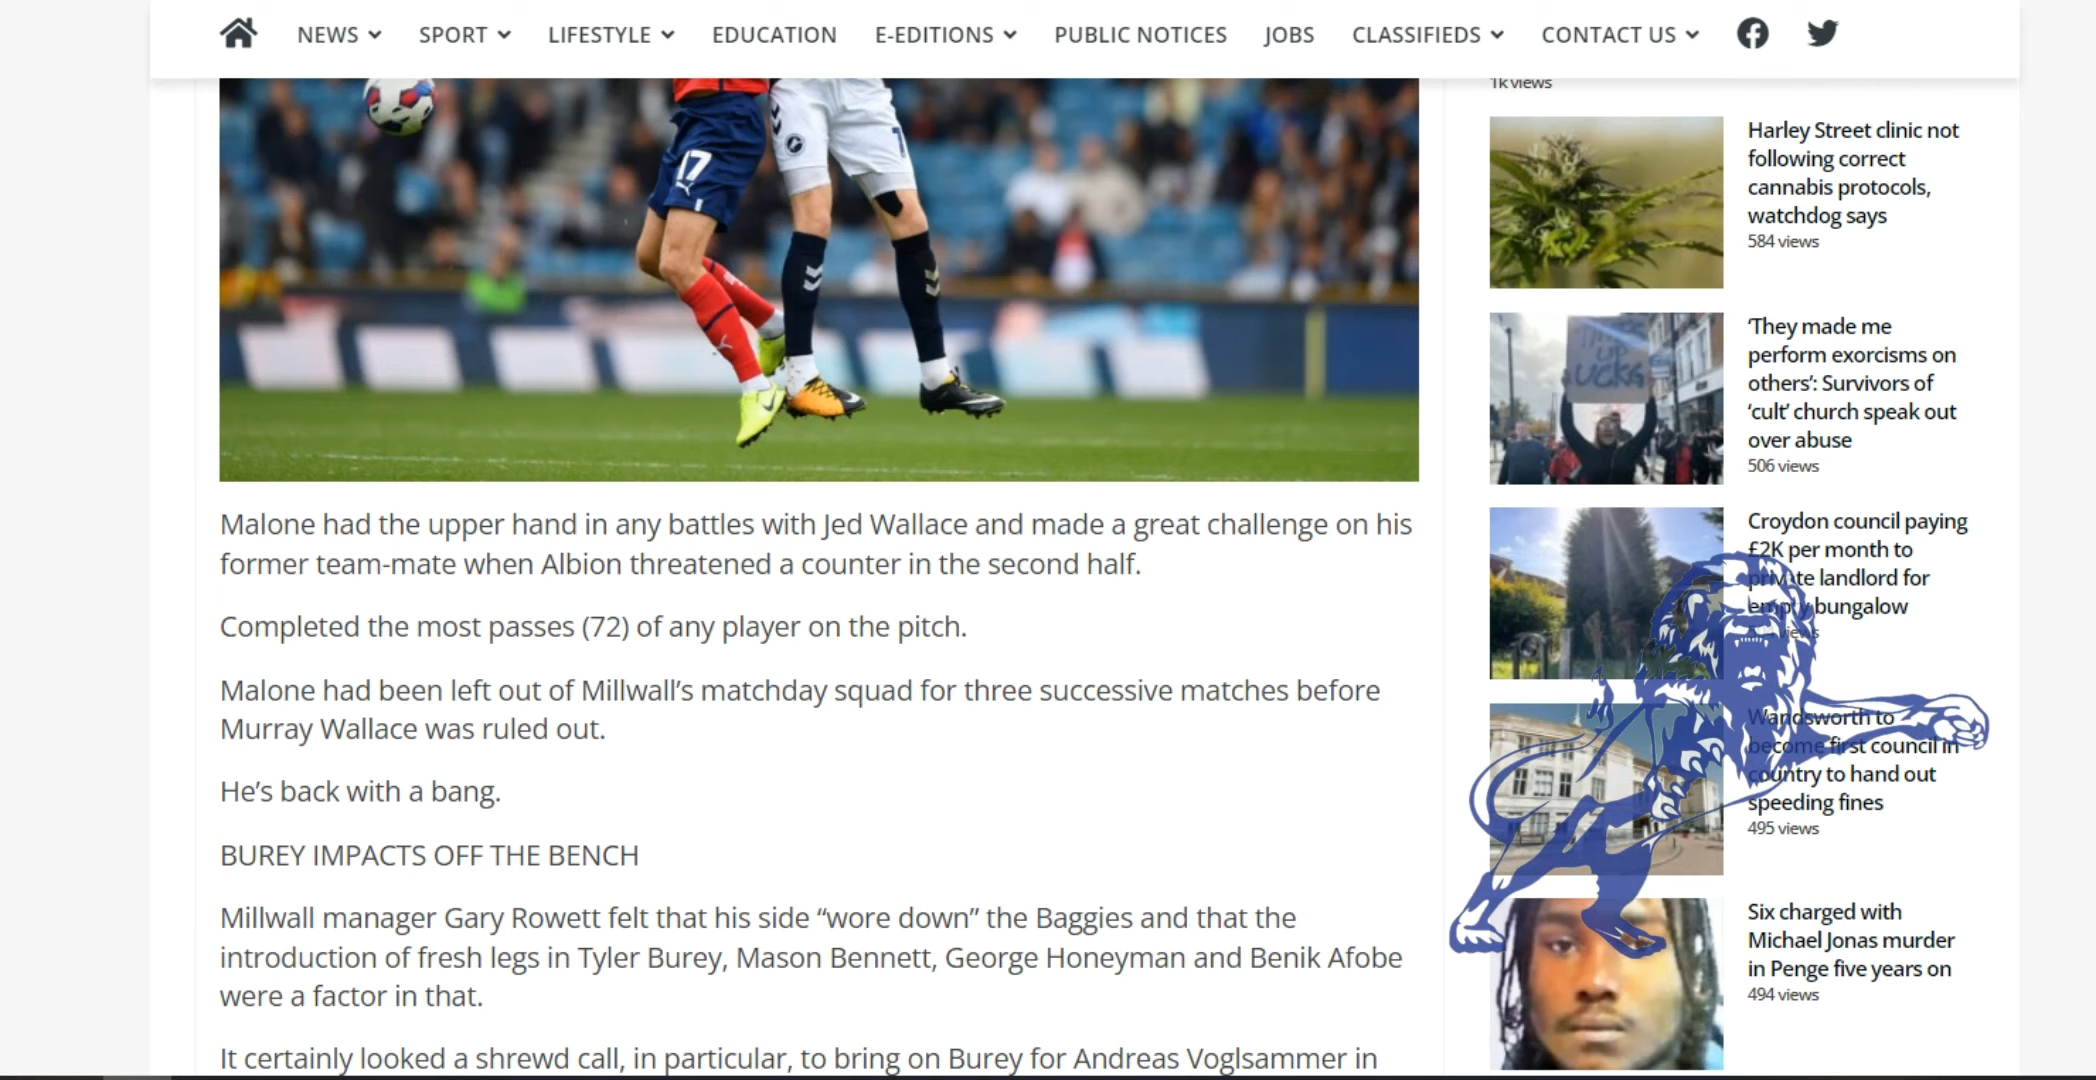 NEWS SPORT LIFESTYLE EDUCATION E-EDITIONS PUBLIC NOTICES JOBS CLASSIFIEDS CONTACT US
17
Malone had the upper hand in any battles with Jed Wallace and made a great challenge on his
former team-mate when Albion threatened a counter in the second half.
Completed the most passes (72) of any player on the pitch.
Malone had been left out of Millwall’s matchday squad for three successive matches before
Murray Wallace was ruled out.
He’s back with a bang.
BUREY IMPACTS OFF THE BENCH
Millwall manager Gary Rowett felt that his side “wore down” the Baggies and that the
introduction of fresh legs in Tyler Burey, Mason Bennett, George Honeyman and Benik Afobe
were a factor in that.
It certainly looked a shrewd call, in particular, to bring on Burey for Andreas Voglsammer in
1k views
Harley Street clinic not
following correct
cannabis protocols,
watchdog says
584 views
‘They made me
perform exorcisms on
others’: Survivors of
‘cult’ church speak out
over abuse
506 views
UP
Croydon council paying
£2K per month to
private landlord for
empty bungalow
views
Wandsworth to
become first council in
country to hand out
speeding fines
495 views
Six charged with
Michael Jonas murder
in Penge five years on
494 views